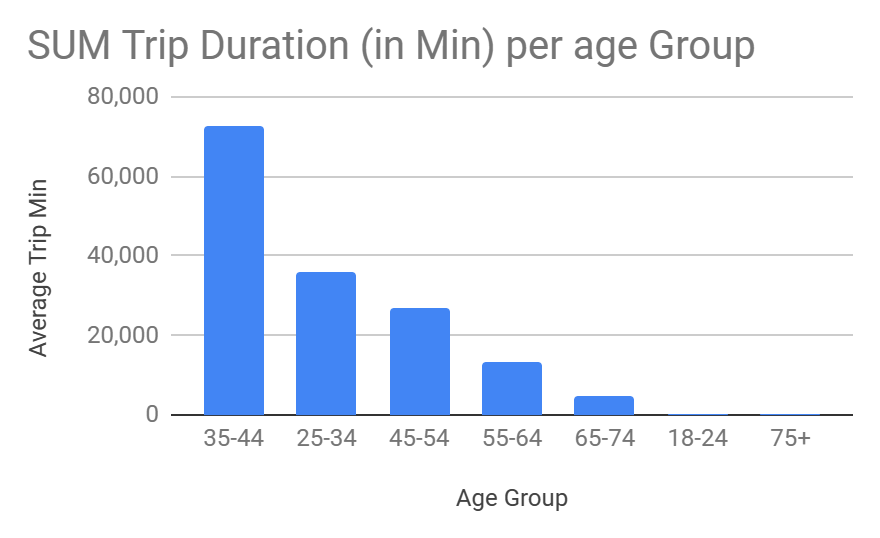 SUM Trip Duration (in Min) per age Group
Average Trip Min
80,000
60,000
40,000
20,000
0
35-44 25-34 45-54 55-64 65-74 18-24 75+
Age Group